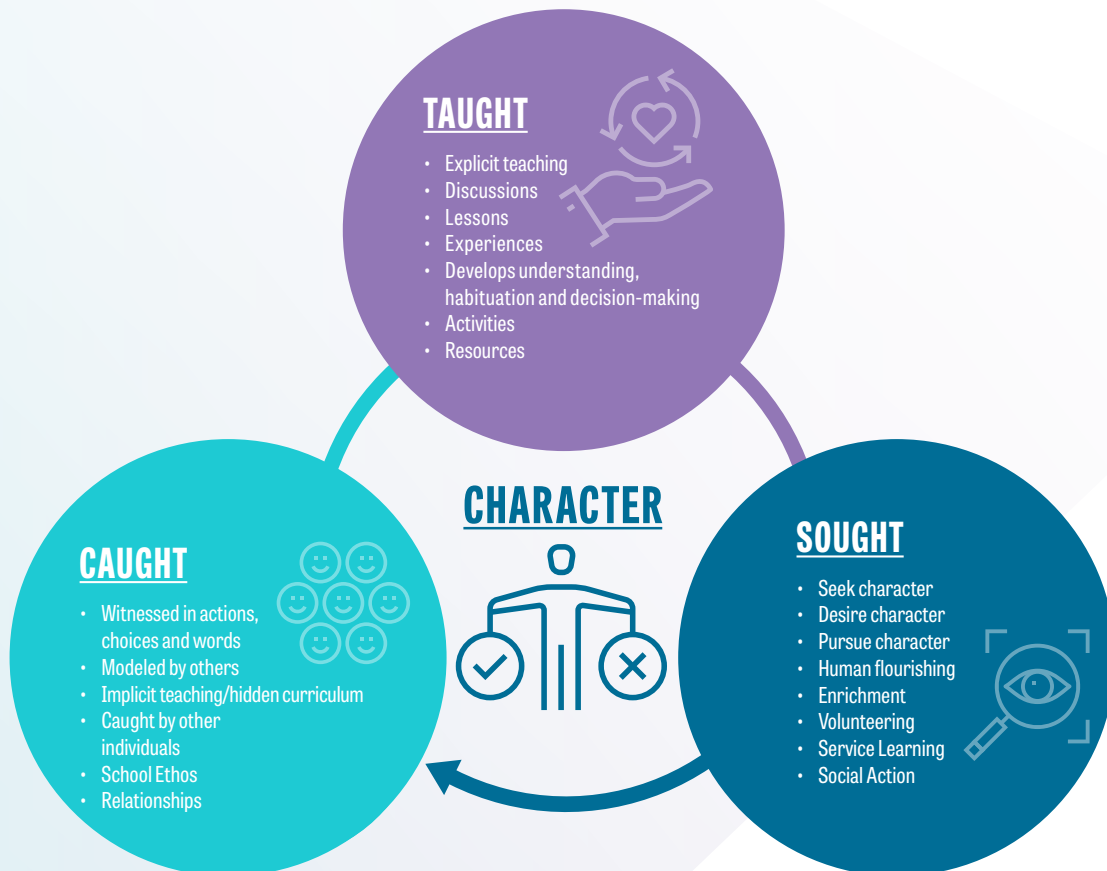 TAUGHT
• Explicit teaching
• Discussions
• Lessons
• Experiences
• Develops understanding,
habituation and decision-making
• Activities
• Resources
CHARACTER
CAUGHT
• Witnessed in actions,
choices and words
• Modeled by others
• Implicit teaching/hidden curriculum
• Caught by other
individuals
• School Ethos
• Relationships
SOUGHT
• Seek character
• Desire character
• Pursue character
• Human flourishing
• Enrichment
• Volunteering
• Service Learning
• Social Action